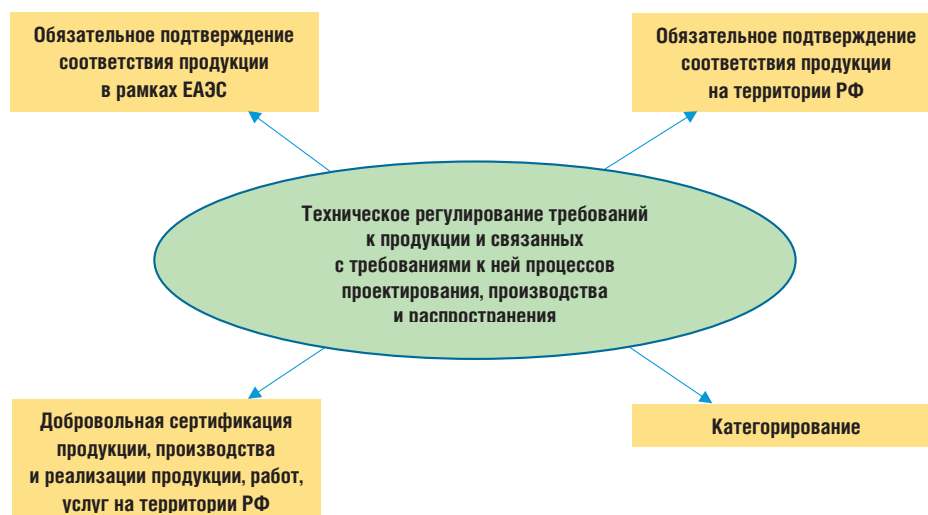 Обязательное подтверждение
соответствия продукции
в рамках ЕАЭС
Обязательное подтверждение
соответствия продукции
на территории РФ
Техническое регулирование требований
к продукции и связанных
с требованиями к ней процессов
проектирования, производства
и распространения
Добровольная сертификация
продукции, производства
и реализации продукции, работ,
услуг на территории РФ
Категорирование